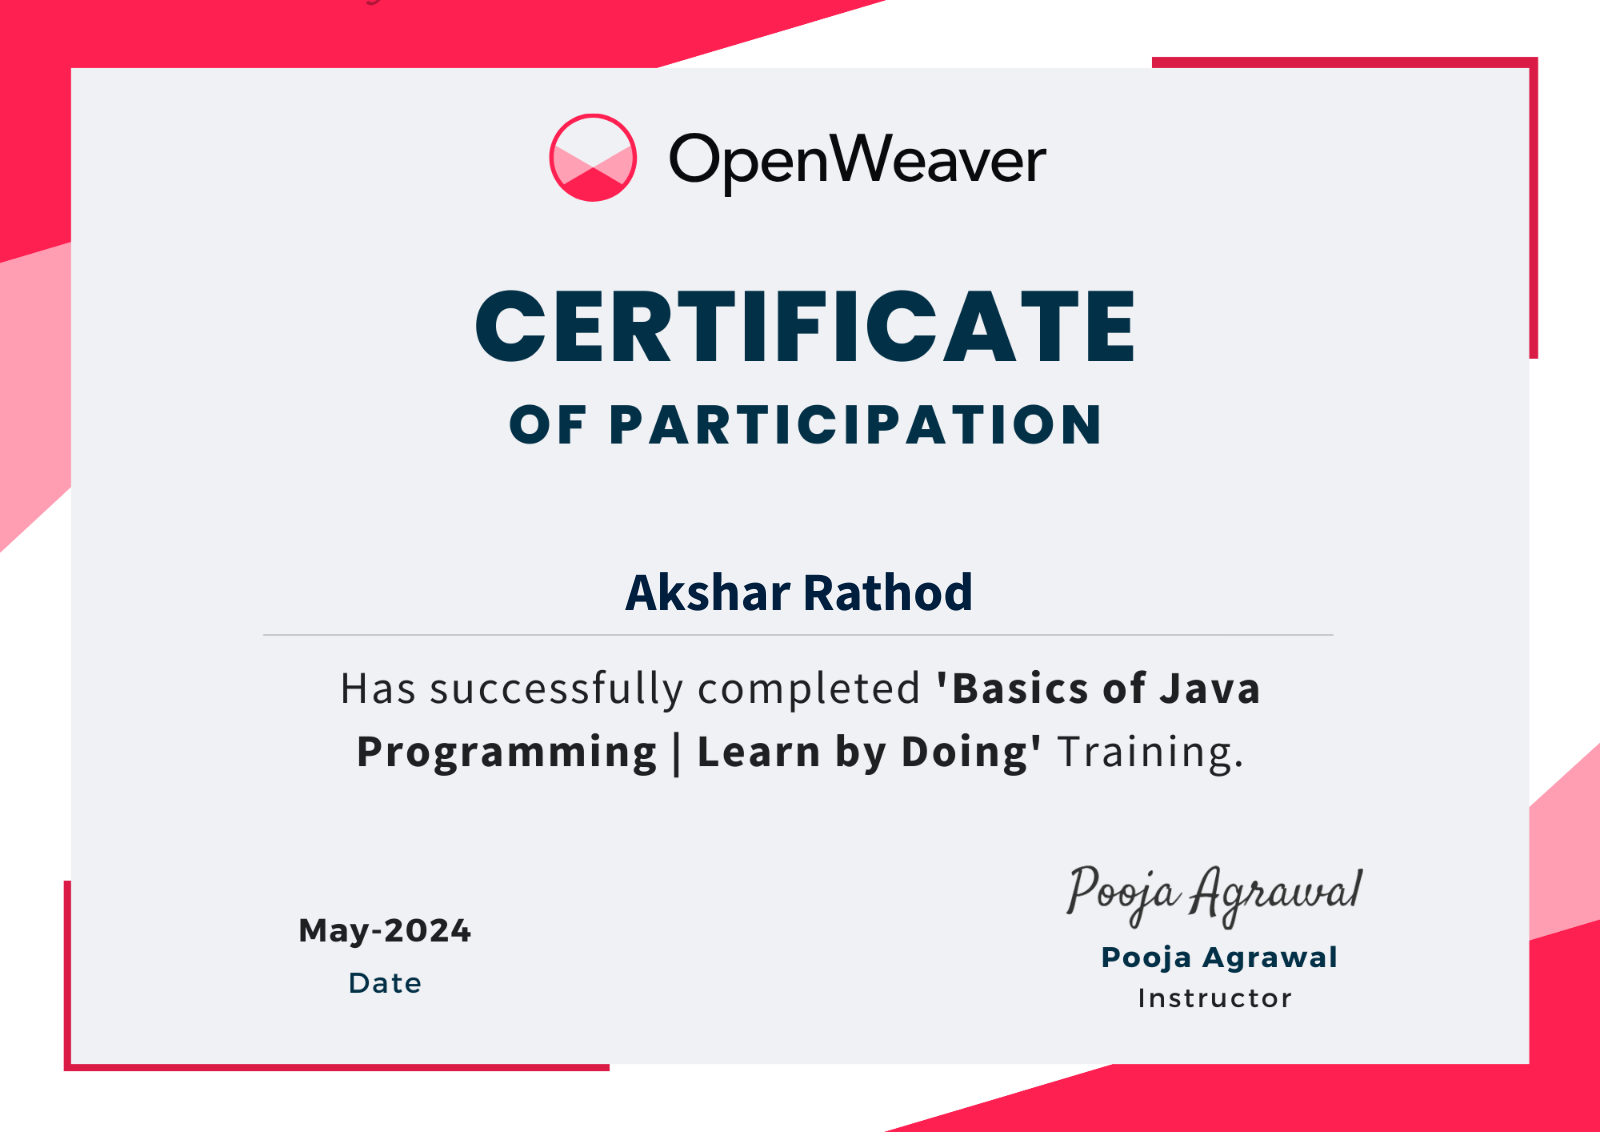 OpenWeaver
CERTIFICATE
OF PARTICIPATION
Akshar Rathod
Has successfully completed 'Basics of Java
Programming | Learn by Doing' Training.
May-2024
Date
Pooja Agrawal
Pooja Agrawal
Instructor